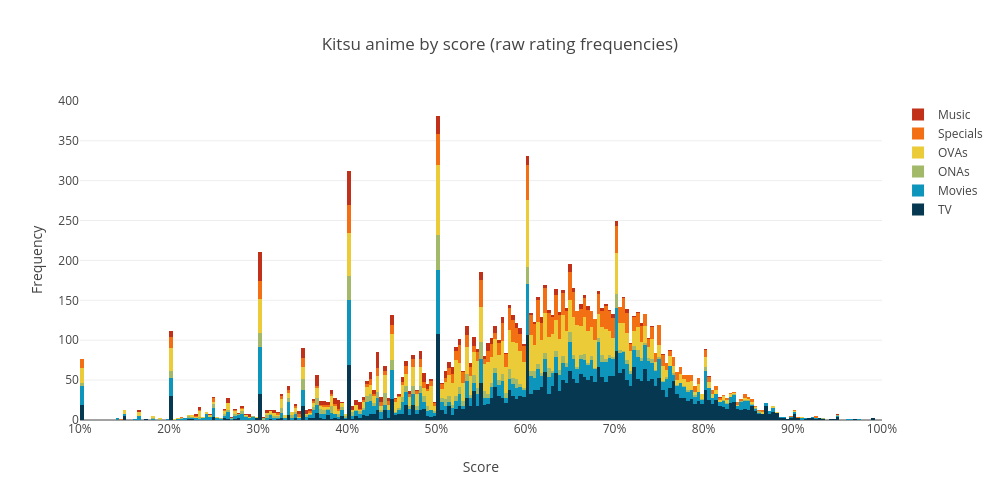 Kitsu anime by score (raw rating frequencies)
400
350
300
250
200
150
100
50
0
Frequency
10%
20%
30%
40%
50%
60%
70%
80%
90%
100%
Score
Music
Specials
OVAs
ONAs
Movies
TV